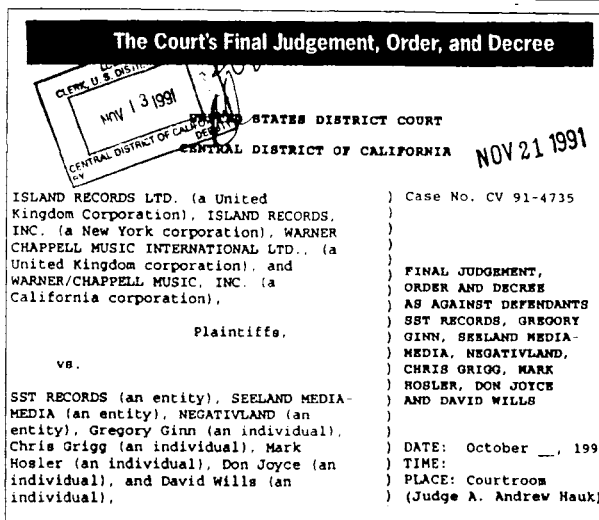 The Court's Final Judgement, Order, and Decree
CLERK, U.S. DIST
NOV 13 1991
CENTRAL DISTRICT OF CALIFO
BY DEPUTY
STATES DISTRICT COURT
CENTRAL DISTRICT OF CALIFORNIA
NOV 21 1991
ISLAND RECORDS LTD. (a United
Kingdom Corporation), ISLAND RECORDS,
INC. (a New York corporation), WARNER
CHAPPELL MUSIC INTERNATIONAL LTD., (a
United Kingdom corporation), and
WARNER/CHAPPELL MUSIC, INC. (a
California corporation),
Plaintiffs,
vs.
SST RECORDS (an entity), SEELAND MEDIA-
MEDIA (an entity), NEGATIVLAND (an
entity), Gregory Ginn (an individual),
Chris Grigg (an individual), Mark
Hosler (an individual), Don Joyce (an
individual), and David Wills (an
individual),
) Case No. CV 91-4735
)
)
)
) FINAL JUDGEMENT,
) ORDER AND DECREE
) AS AGAINST DEFENDANTS
) SST RECORDS, GREGORY
) GINN, SEELAND MEDIA-
) MEDIA, NEGATIVLAND,
) CHRIS GRIGG, MARK
) HOSLER, DON JOYCE
) AND DAVID WILLS
)
)
) DATE: October __, 199
) TIME:
) PLACE: Courtroom
) (Judge A. Andrew Hauk)